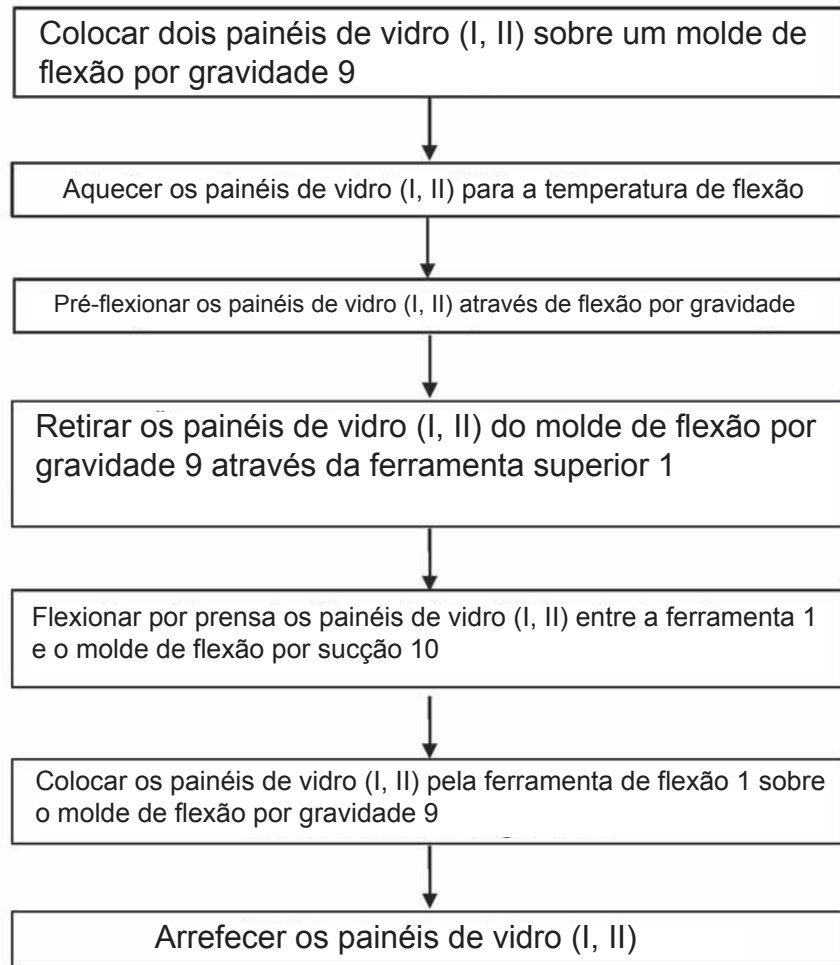 Colocar dois painéis de vidro (I, II) sobre um molde de
flexão por gravidade 9
Aquecer os painéis de vidro (I, II) para a temperatura de flexão
Pré-flexionar os painéis de vidro (I, II) através de flexão por gravidade
Retirar os painéis de vidro (I, II) do molde de flexão por
gravidade 9 através da ferramenta superior 1
Flexionar por prensa os painéis de vidro (I, II) entre a ferramenta 1
e o molde de flexão por sucção 10
Colocar os painéis de vidro (I, II) pela ferramenta de flexão 1 sobre
o molde de flexão por gravidade 9
Arrefecer os painéis de vidro (I, II)